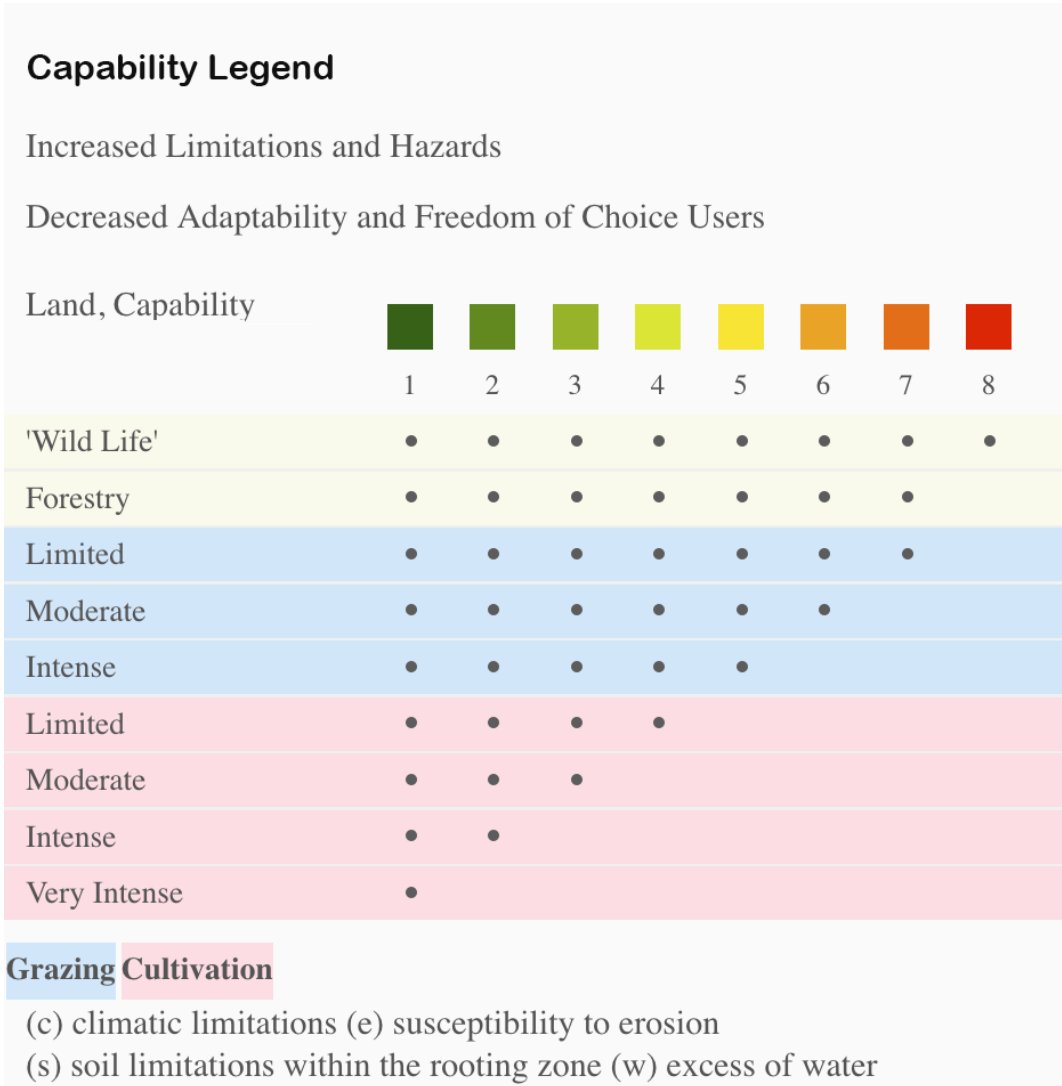 Capability Legend
Increased Limitations and Hazards
Decreased Adaptability and Freedom of Choice Users
Land, Capability
1 2 3 4 5 6 7 8
'Wild Life'
Forestry
Limited
Moderate
Intense
Limited
Moderate
Intense
Very Intense
Grazing Cultivation
(c) climatic limitations (e) susceptibility to erosion
(s) soil limitations within the rooting zone (w) excess of water